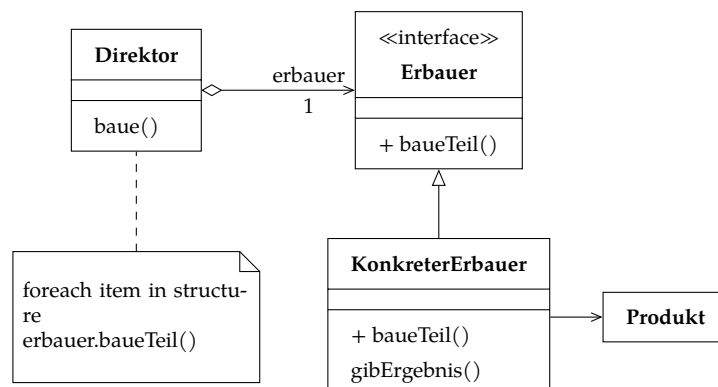 Direktor
baue()
erbauer
1
≪interface≫
Erbauer
+ baueTeil()
foreach item in structu-
re
erbauer.baueTeil()
KonkreterErbauer
+ baueTeil()
gibErgebnis()
Produkt